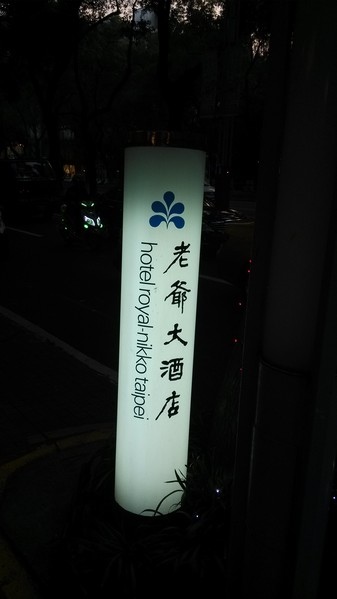 老爺大酒店
hotel royal-nikko taipei